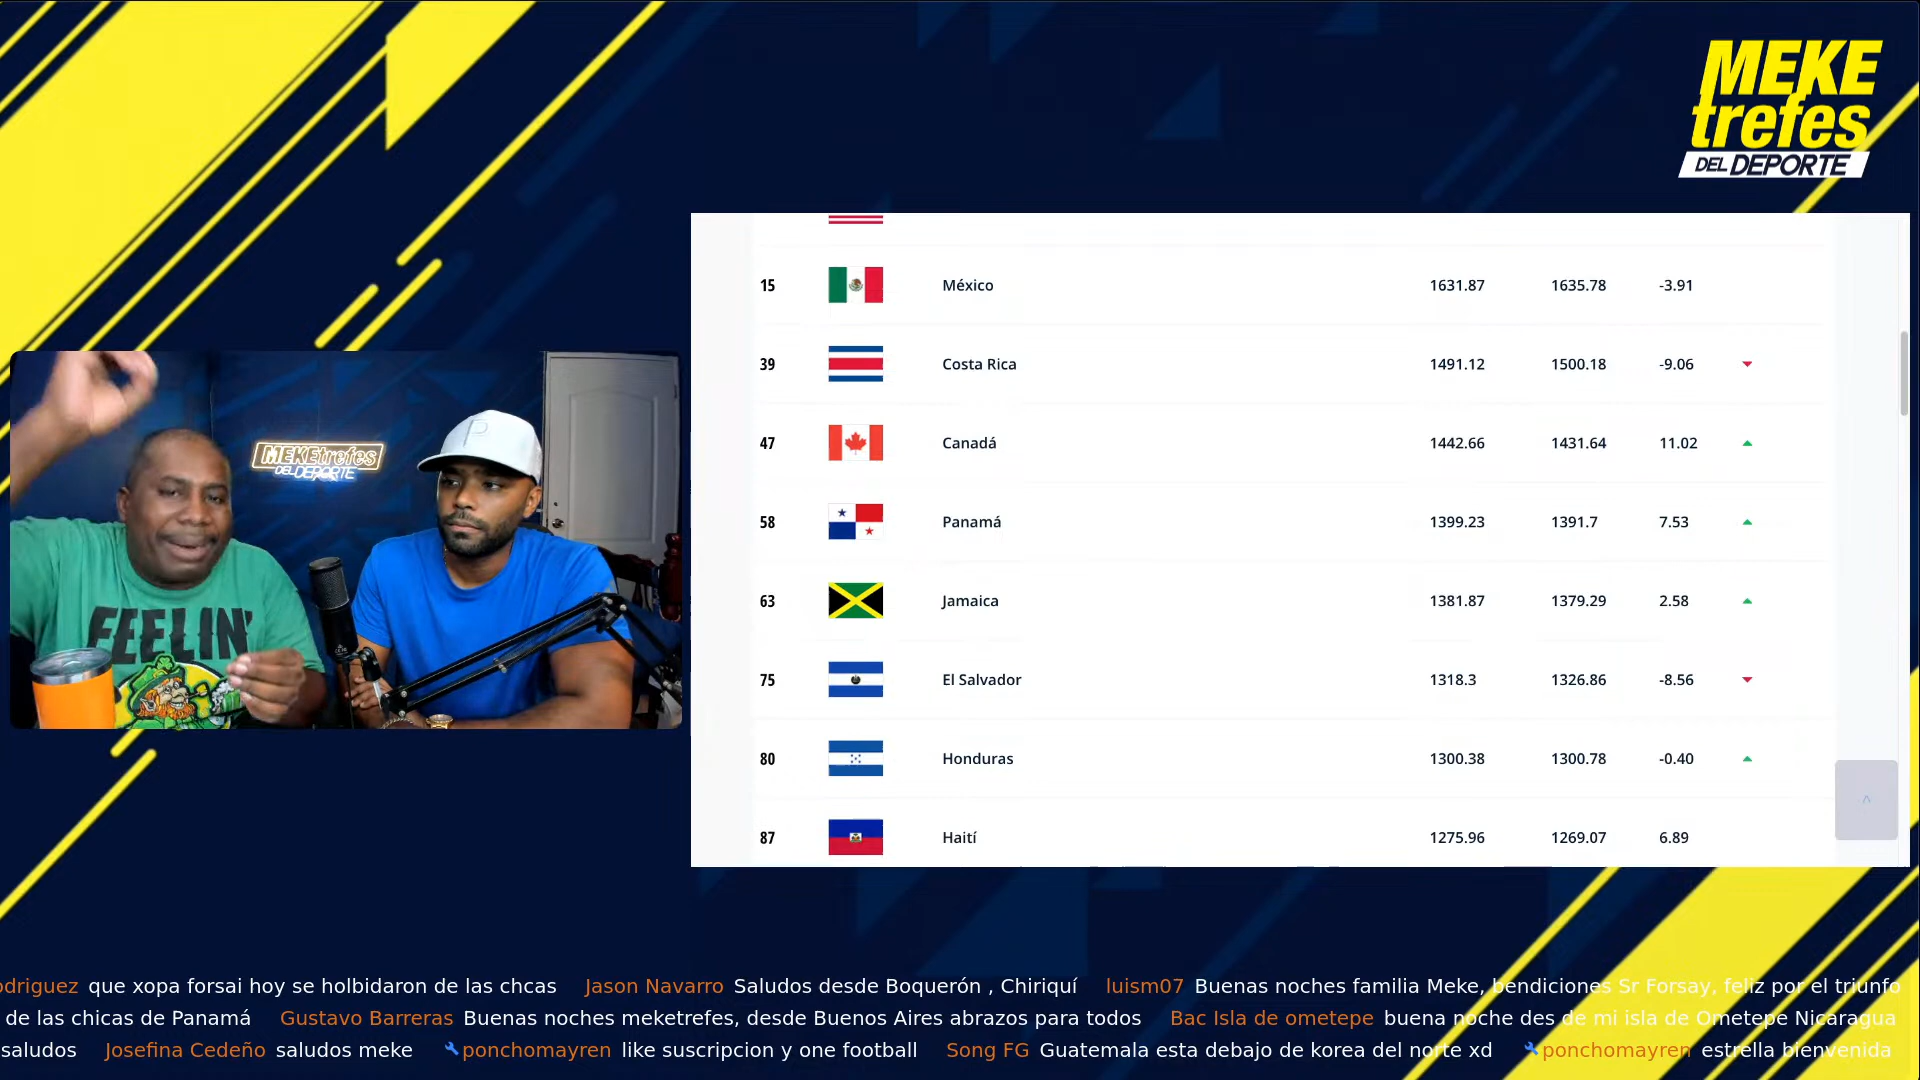 MEKE
trefes
DEL DEPORTE
15 México 1631.87 1635.78 -3.91
39 Costa Rica 1491.12 1500.18 -9.06
47 Canadá 1442.66 1431.64 11.02
58 Panamá 1399.23 1391.7 7.53
63 Jamaica 1381.87 1379.29 2.58
75 El Salvador 1318.3 1326.86 -8.56
80 Honduras 1300.38 1300.78 -0.40
87 Haití 1275.96 1269.07 6.89
MEKEtrefes
DEL DEPORTE
P
FEELIN'
odriguez que xopa forsai hoy se holbidaron de las chcas Jason Navarro Saludos desde Boquerón , Chiriquí luism07 Buenas noches familia Meke, bendiciones Sr Forsay, feliz por el triunfo
de las chicas de Panamá Gustavo Barreras Buenas noches meketrefes, desde Buenos Aires abrazos para todos Bac Isla de ometepe buena noche des de mi isla de Ometepe Nicaragua
saludos Josefina Cedeño saludos meke ponchomayren like suscripcion y one football Song FG Guatemala esta debajo de korea del norte xd ponchomayren estrella bienvenida